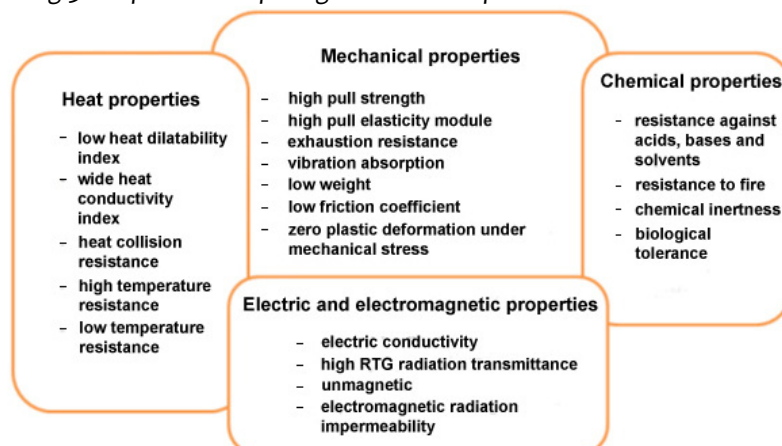 Mechanical properties
- high pull strength
- high pull elasticity module
- exhaustion resistance
- vibration absorption
- low weight
- low friction coefficient
- zero plastic deformation under
mechanical stress
Heat properties
- low heat dilatability
index
- wide heat
conductivity
index
- heat collision
resistance
- high temperature
resistance
- low temperature
resistance
Chemical properties
- resistance against
acids, bases and
solvents
- resistance to fire
- chemical inertness
- biological
tolerance
Electric and electromagnetic properties
- electric conductivity
- high RTG radiation transmittance
- unmagnetic
- electromagnetic radiation
impermeability